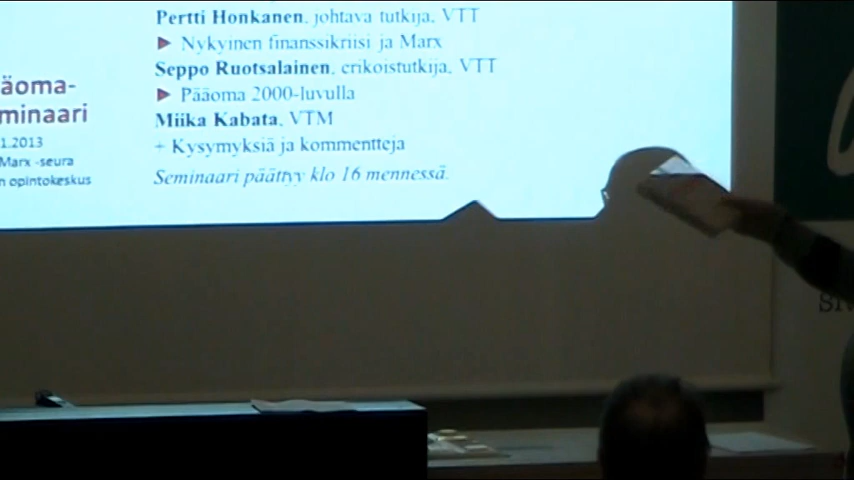 Pertti Honkanen, johtava tutkija, VTT
Nykyinen finanssikriisi ja Marx
Seppo Ruotsalainen, erikoistutkija, VTT
Pääoma 2000-luvulla
Miika Kabata, VTM
+ Kysymyksiä ja kommentteja
Seminaari päättyy klo 16 mennessä.
äoma-
minaari
1.2013
Marx -seura
n opintokeskus